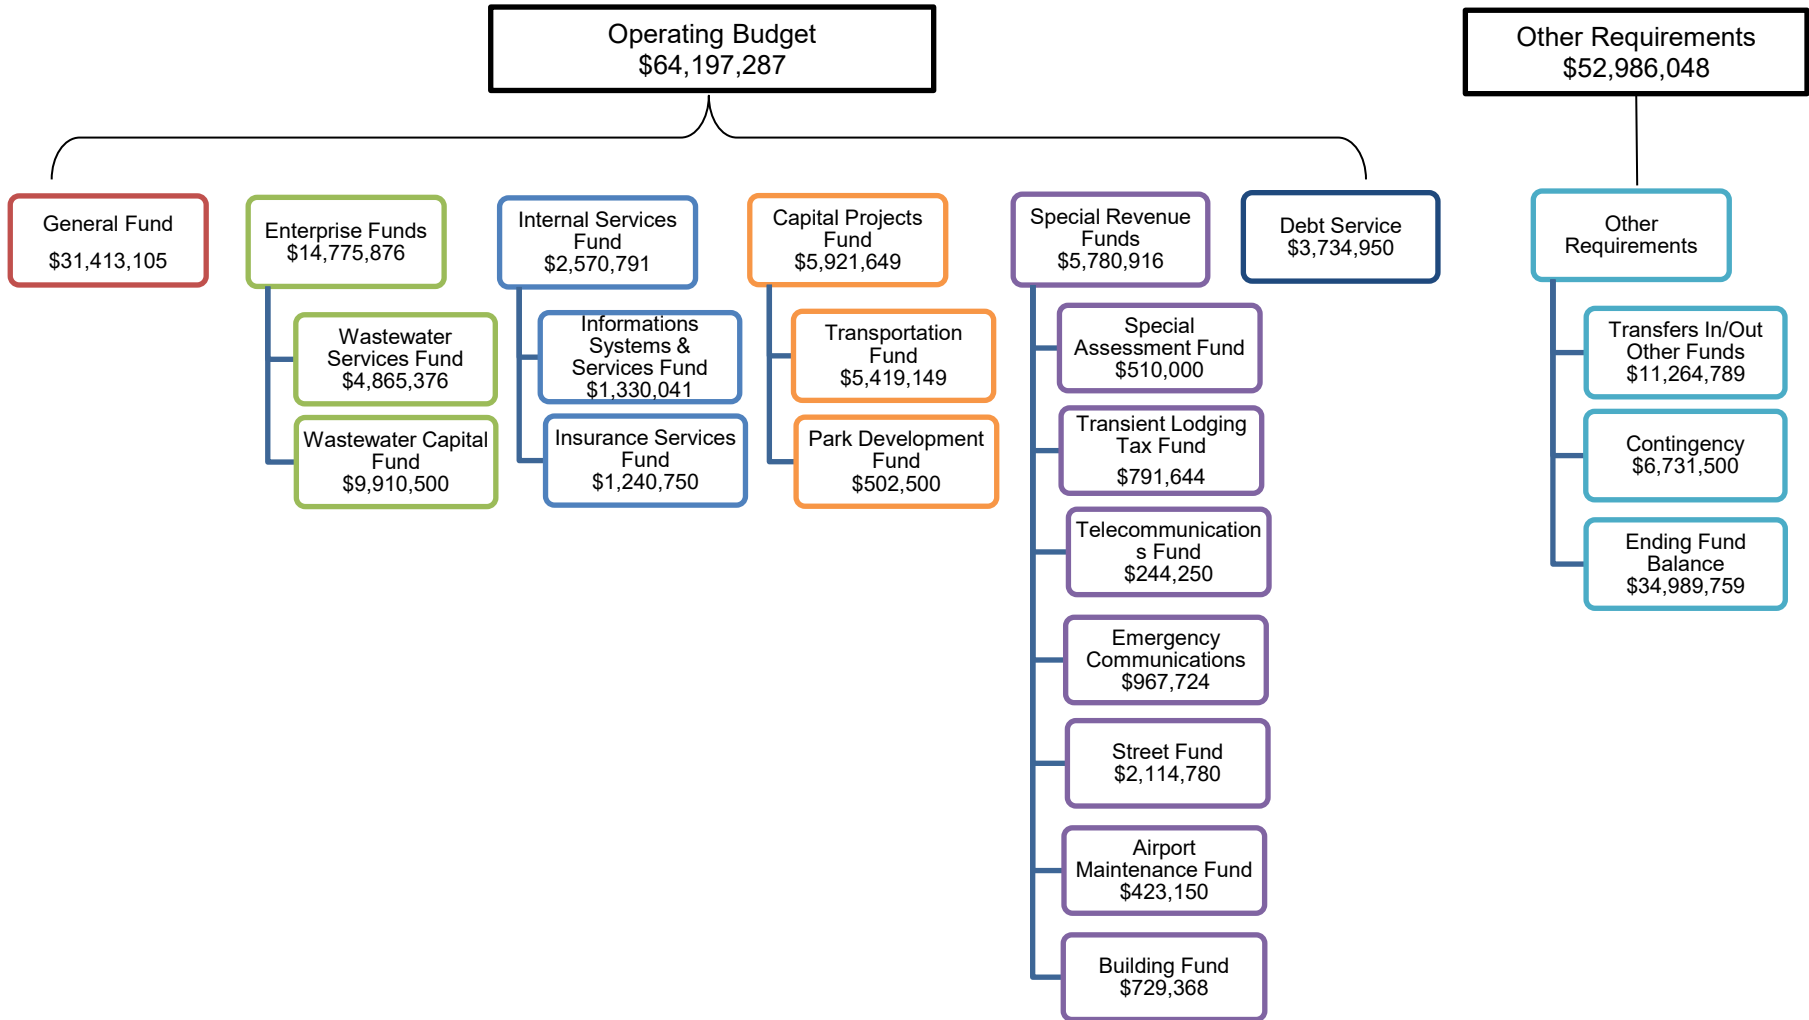 Operating Budget
$64,197,287
Other Requirements
$52,986,048
General Fund
$31,413,105
Enterprise Funds
$14,775,876
Wastewater
Services Fund
$4,865,376
Wastewater Capital
Fund
$9,910,500
Internal Services
Fund
$2,570,791
Informations
Systems &
Services Fund
$1,330,041
Insurance Services
Fund
$1,240,750
Capital Projects
Fund
$5,921,649
Transportation
Fund
$5,419,149
Park Development
Fund
$502,500
Special Revenue
Funds
$5,780,916
Special
Assessment Fund
$510,000
Transient Lodging
Tax Fund
$791,644
Telecommunication
s Fund
$244,250
Emergency
Communications
$967,724
Street Fund
$2,114,780
Airport
Maintenance Fund
$423,150
Building Fund
$729,368
Debt Service
$3,734,950
Other
Requirements
Transfers In/Out
Other Funds
$11,264,789
Contingency
$6,731,500
Ending Fund
Balance
$34,989,759